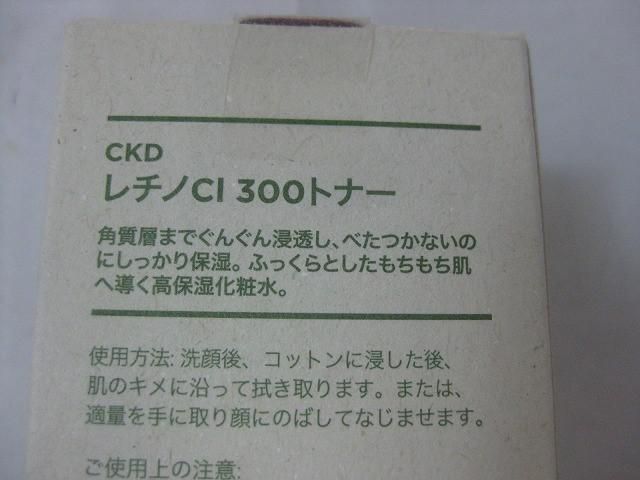 CKD
レチノCI 300トナー
角質層までぐんぐん浸透し、べたつかないの
にしっかり保湿。ふっくらとしたもちもち肌
へ導く高保湿化粧水。
使用方法: 洗顔後、コットンに浸した後、
肌のキメに沿って拭き取ります。または、
適量を手に取り顔にのばしてなじませます。
ご使用上の注意: